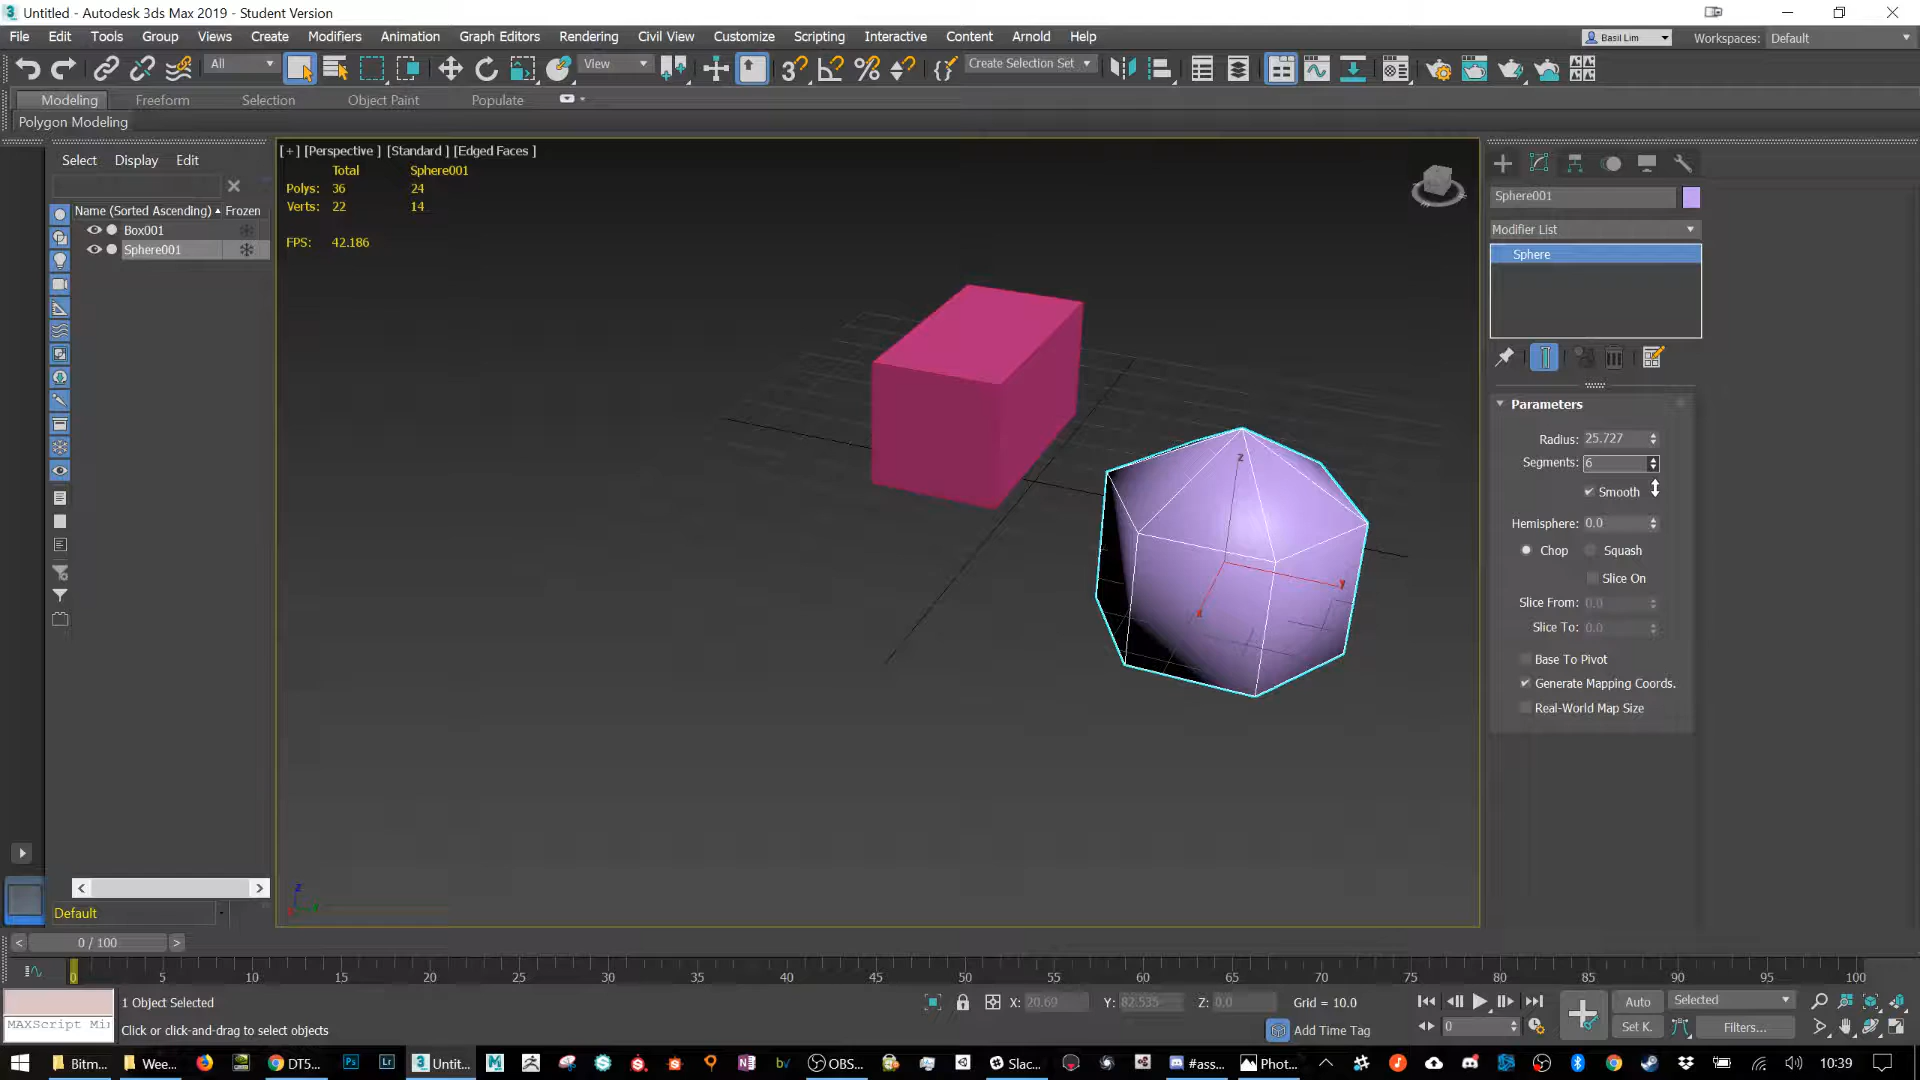 Untitled - Autodesk 3ds Max 2019 - Student Version
File Edit Tools Group Views Create Modifiers Animation Graph Editors Rendering Civil View Customize Scripting Interactive Content Arnold Help
Basil Lim Workspaces: Default
All View Create Selection Set
Modeling Freeform Selection Object Paint Populate
Polygon Modeling
Select Display Edit
Name (Sorted Ascending) Frozen
Box001
Sphere001
Default
[+] [Perspective ] [Standard ] [Edged Faces ]
Total Sphere001
Polys: 36 24
Verts: 22 14
FPS: 42.186
z
y
x
Sphere001
Modifier List
Sphere
Parameters
Radius: 25.727
Segments: 6
Smooth
Hemisphere: 0.0
Chop Squash
Slice On
Slice From: 0.0
Slice To: 0.0
Base To Pivot
Generate Mapping Coords.
Real-World Map Size
0 / 100
0 5 10 15 20 25 30 35 40 45 50 55 60 65 70 75 80 85 90 95 100
1 Object Selected
X: 20.69 Y: 82.535 Z: 0.0 Grid = 10.0
Auto Selected
MAXScript Mi
Click or click-and-drag to select objects
Add Time Tag
0
Set K. Filters...
Bitm... Wee... DT5... Untit... OBS... Slac... #ass... Phot... 10:39